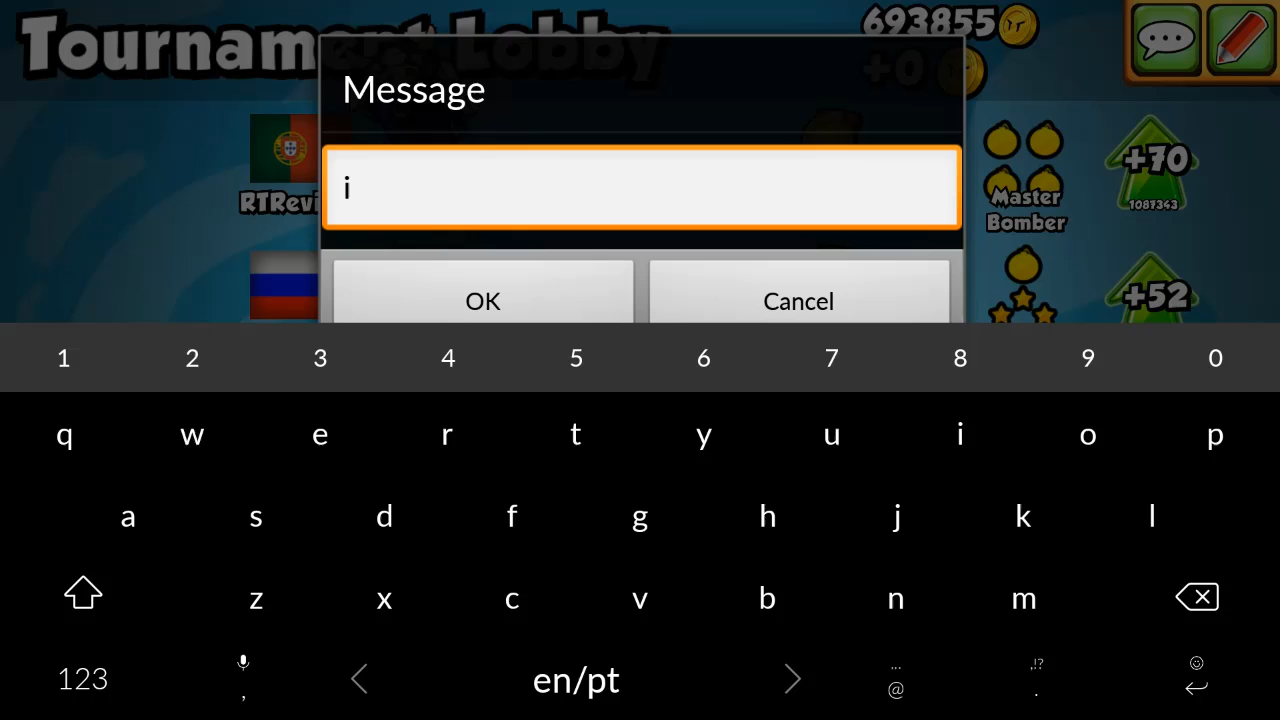 Tournament Lobby
693855
+0
Message
i
+70
1087343
RTRevi
Master
Bomber
OK
Cancel
+52
1 2 3 4 5 6 7 8 9 0
q w e r t y u i o p
a s d f g h j k l
z x c v b n m
123 , < en/pt > ... @ ,!? .